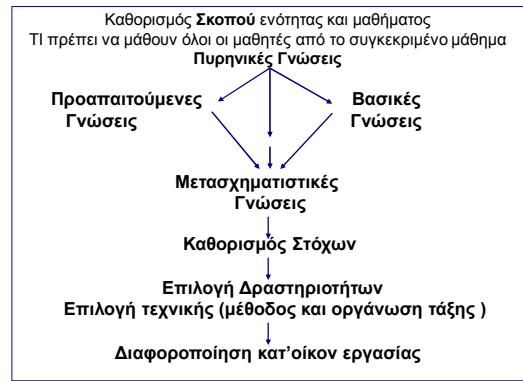 Καθορισμός Σκοπού ενότητας και μαθήματος
ΤΙ πρέπει να μάθουν όλοι οι μαθητές από το συγκεκριμένο μάθημα
Πυρηνικές Γνώσεις
Προαπαιτούμενες
Γνώσεις
Βασικές
Γνώσεις
Μετασχηματιστικές
Γνώσεις
Καθορισμός Στόχων
Επιλογή Δραστηριοτήτων
Επιλογή τεχνικής (μέθοδος και οργάνωση τάξης )
Διαφοροποίηση κατ’οίκον εργασίας